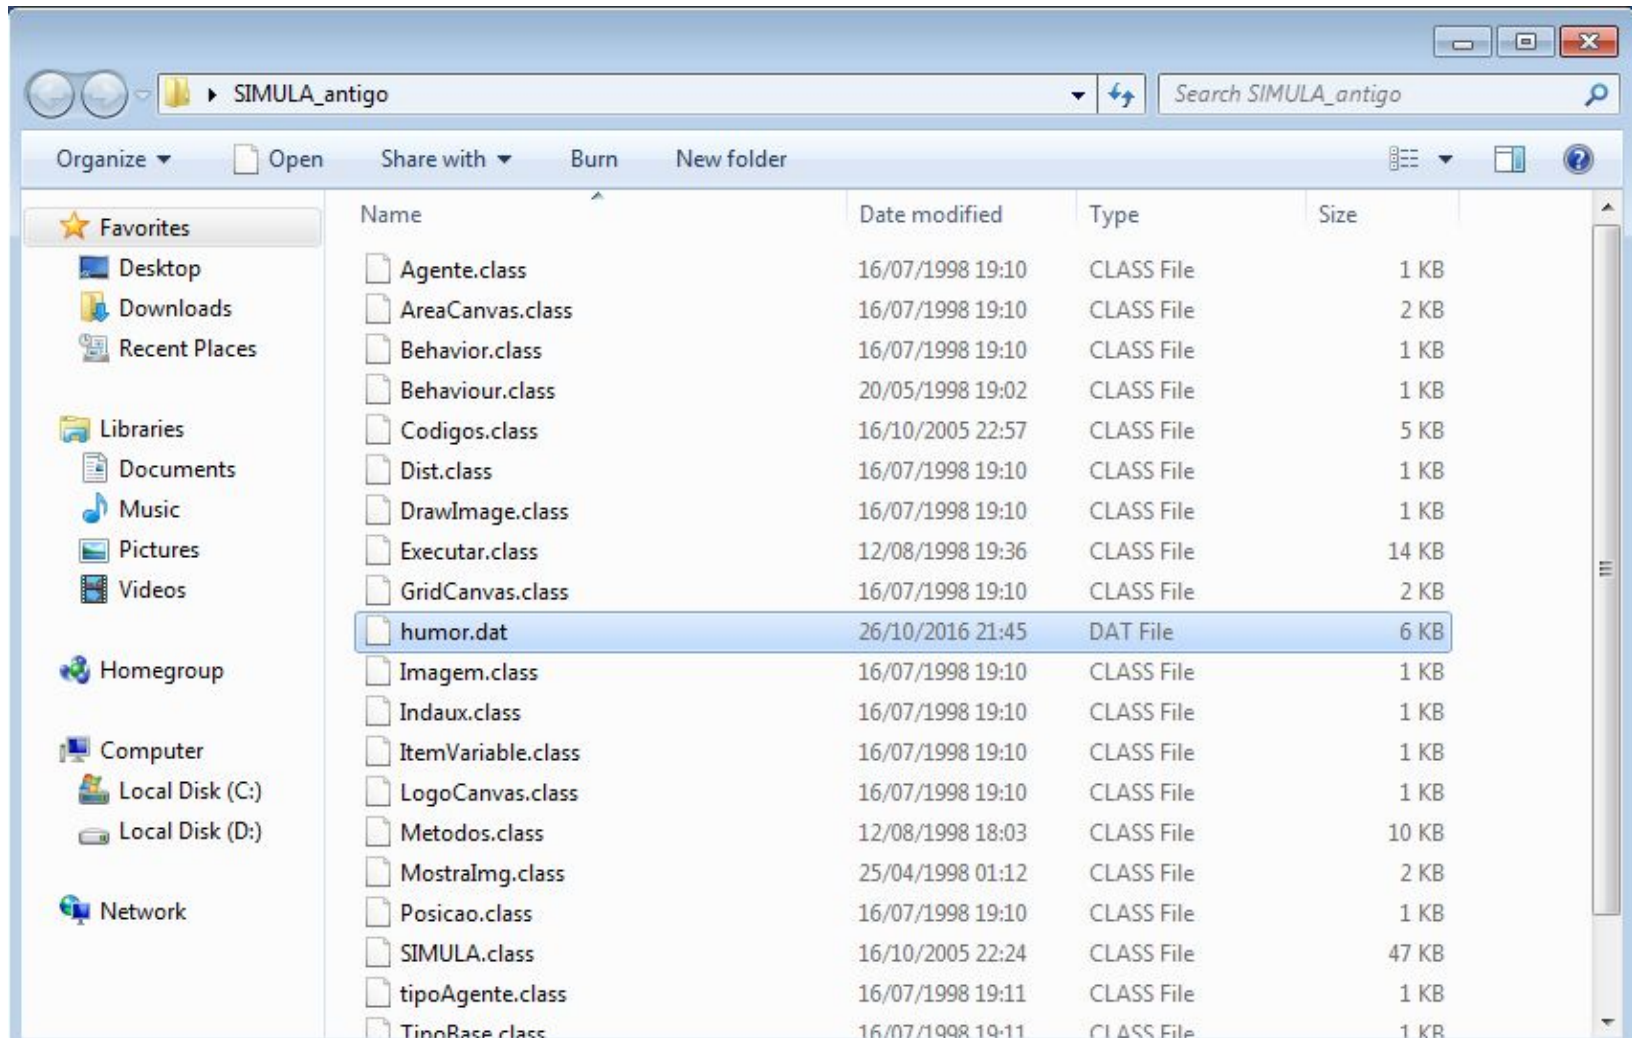 SIMULA_antigo
Search SIMULA_antigo
Organize Open Share with Burn New folder
Favorites
Desktop
Downloads
Recent Places
Libraries
Documents
Music
Pictures
Videos
Homegroup
Computer
Local Disk (C:)
Local Disk (D:)
Network
Name Date modified Type Size
Agente.class 16/07/1998 19:10 CLASS File 1 KB
AreaCanvas.class 16/07/1998 19:10 CLASS File 2 KB
Behavior.class 16/07/1998 19:10 CLASS File 1 KB
Behaviour.class 20/05/1998 19:02 CLASS File 1 KB
Codigos.class 16/10/2005 22:57 CLASS File 5 KB
Dist.class 16/07/1998 19:10 CLASS File 1 KB
DrawImage.class 16/07/1998 19:10 CLASS File 1 KB
Executar.class 12/08/1998 19:36 CLASS File 14 KB
GridCanvas.class 16/07/1998 19:10 CLASS File 2 KB
humor.dat 26/10/2016 21:45 DAT File 6 KB
Imagem.class 16/07/1998 19:10 CLASS File 1 KB
Indaux.class 16/07/1998 19:10 CLASS File 1 KB
ItemVariable.class 16/07/1998 19:10 CLASS File 1 KB
LogoCanvas.class 16/07/1998 19:10 CLASS File 1 KB
Metodos.class 12/08/1998 18:03 CLASS File 10 KB
MostraImg.class 25/04/1998 01:12 CLASS File 2 KB
Posicao.class 16/07/1998 19:10 CLASS File 1 KB
SIMULA.class 16/10/2005 22:24 CLASS File 47 KB
tipoAgente.class 16/07/1998 19:11 CLASS File 1 KB
TipoBase.class 16/07/1998 19:11 CLASS File 1 KB